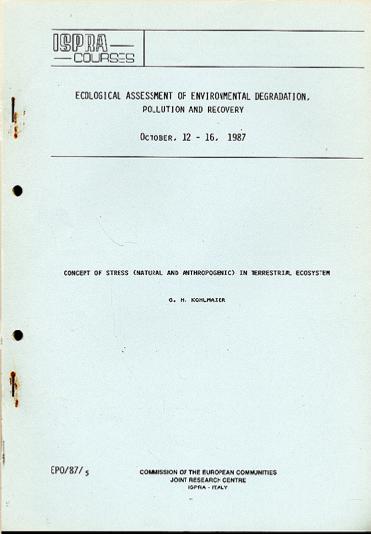 ISPRA
COURSES
ECOLOGICAL ASSESSMENT OF ENVIRONMENTAL DEGRADATION,
POLLUTION AND RECOVERY
OCTOBER, 12 - 16, 1987
CONCEPT OF STRESS (NATURAL AND ANTHROPOGENIC) IN TERRESTRIAL ECOSYSTEM
G. H. KOHLMAIER
EPO/87/5
COMMISSION OF THE EUROPEAN COMMUNITIES
JOINT RESEARCH CENTRE
ISPRA - ITALY